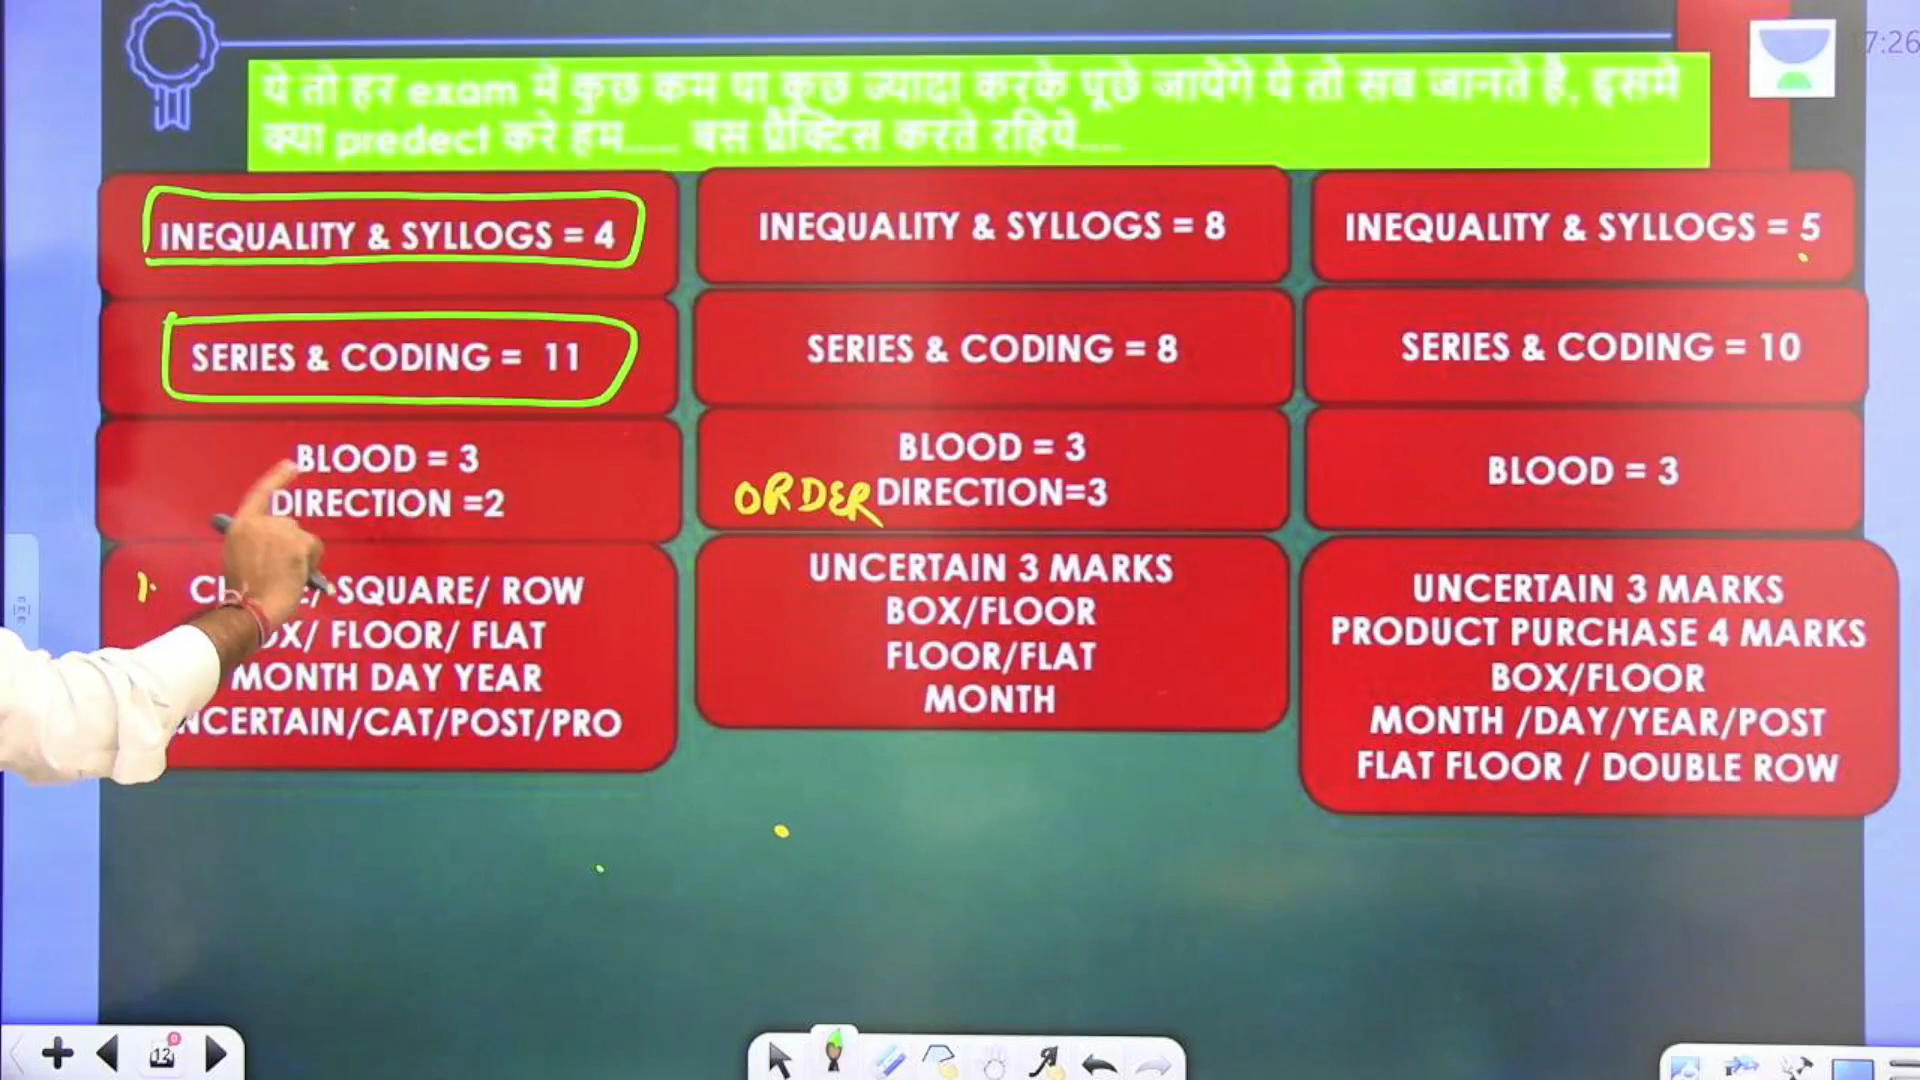 ये तो हर exam में कुछ कम या कुछ ज्यादा करके पूछे जायेंगे ये तो सब जानते है, इसमे
क्या predect करे हम..... बस प्रैक्टिस करते रहिये....
7:26
INEQUALITY & SYLLOGS = 4
SERIES & CODING = 11
BLOOD = 3
DIRECTION =2
SQUARE/ ROW
FLOOR/ FLAT
MONTH DAY YEAR
/CAT/POST/PRO
INEQUALITY & SYLLOGS = 8
SERIES & CODING = 8
BLOOD = 3
ORDER DIRECTION=3
UNCERTAIN 3 MARKS
BOX/FLOOR
FLOOR/FLAT
MONTH
INEQUALITY & SYLLOGS = 5
SERIES & CODING = 10
BLOOD = 3
UNCERTAIN 3 MARKS
PRODUCT PURCHASE 4 MARKS
BOX/FLOOR
MONTH /DAY/YEAR/POST
FLAT FLOOR / DOUBLE ROW
12